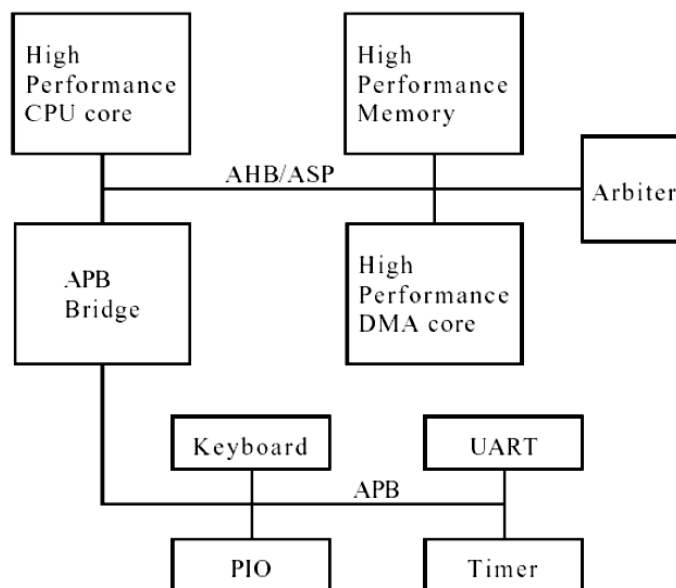 High
Performance
CPU core
High
Performance
Memory
AHB/ASP
Arbiter
APB
Bridge
High
Performance
DMA core
Keyboard
UART
APB
PIO
Timer